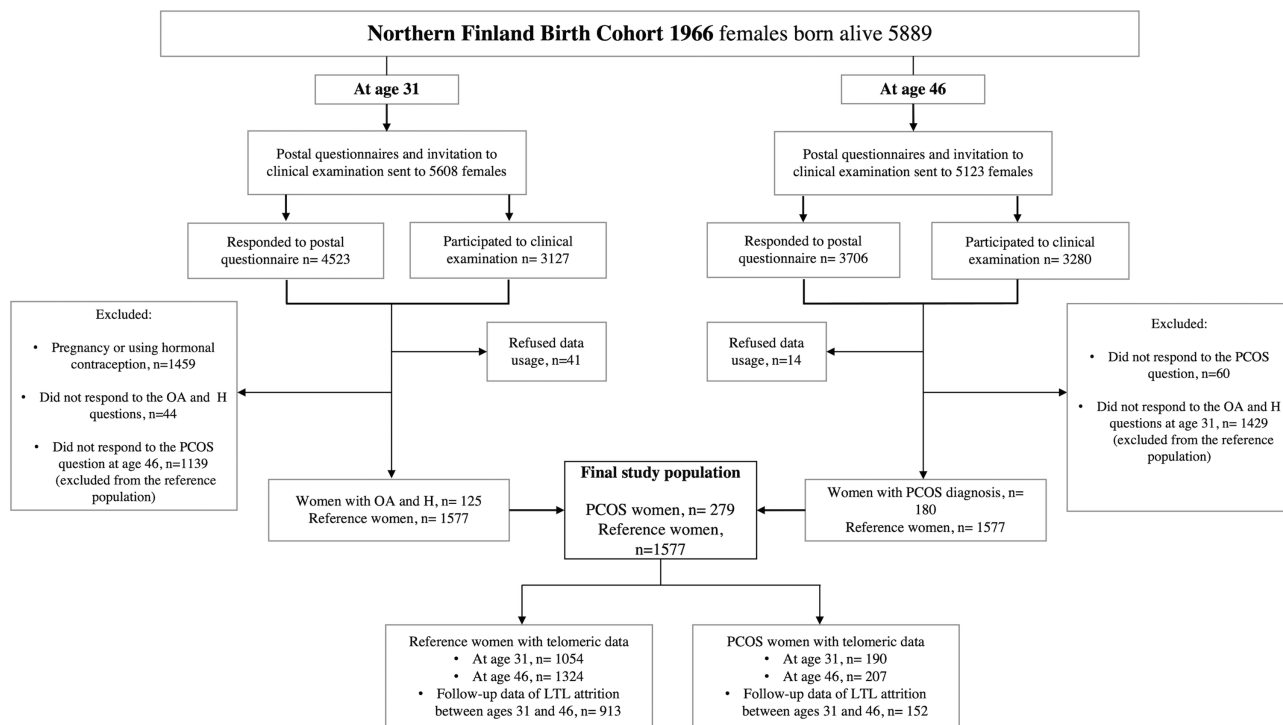 Northern Finland Birth Cohort 1966 females born alive 5889
At age 31
At age 46
Postal questionnaires and invitation to
clinical examination sent to 5608 females
Postal questionnaires and invitation to
clinical examination sent to 5123 females
Responded to postal
questionnaire n= 4523
Participated to clinical
examination n= 3127
Responded to postal
questionnaire n= 3706
Participated to clinical
examination n= 3280
Excluded:
• Pregnancy or using hormonal
contraception, n=1459
• Did not respond to the OA and H
questions, n=44
• Did not respond to the PCOS
question at age 46, n=1139
(excluded from the reference
population)
Refused data
usage, n=41
Refused data
usage, n=14
Excluded:
• Did not respond to the PCOS
question, n=60
• Did not respond to the OA and H
questions at age 31, n= 1429
(excluded from the reference
population)
Women with OA and H, n= 125
Reference women, n= 1577
Final study population
PCOS women, n= 279
Reference women,
n=1577
Women with PCOS diagnosis, n=
180
Reference women, n= 1577
Reference women with telomeric data
• At age 31, n= 1054
• At age 46, n= 1324
• Follow-up data of LTL attrition
between ages 31 and 46, n= 913
PCOS women with telomeric data
• At age 31, n= 190
• At age 46, n= 207
• Follow-up data of LTL attrition
between ages 31 and 46, n= 152